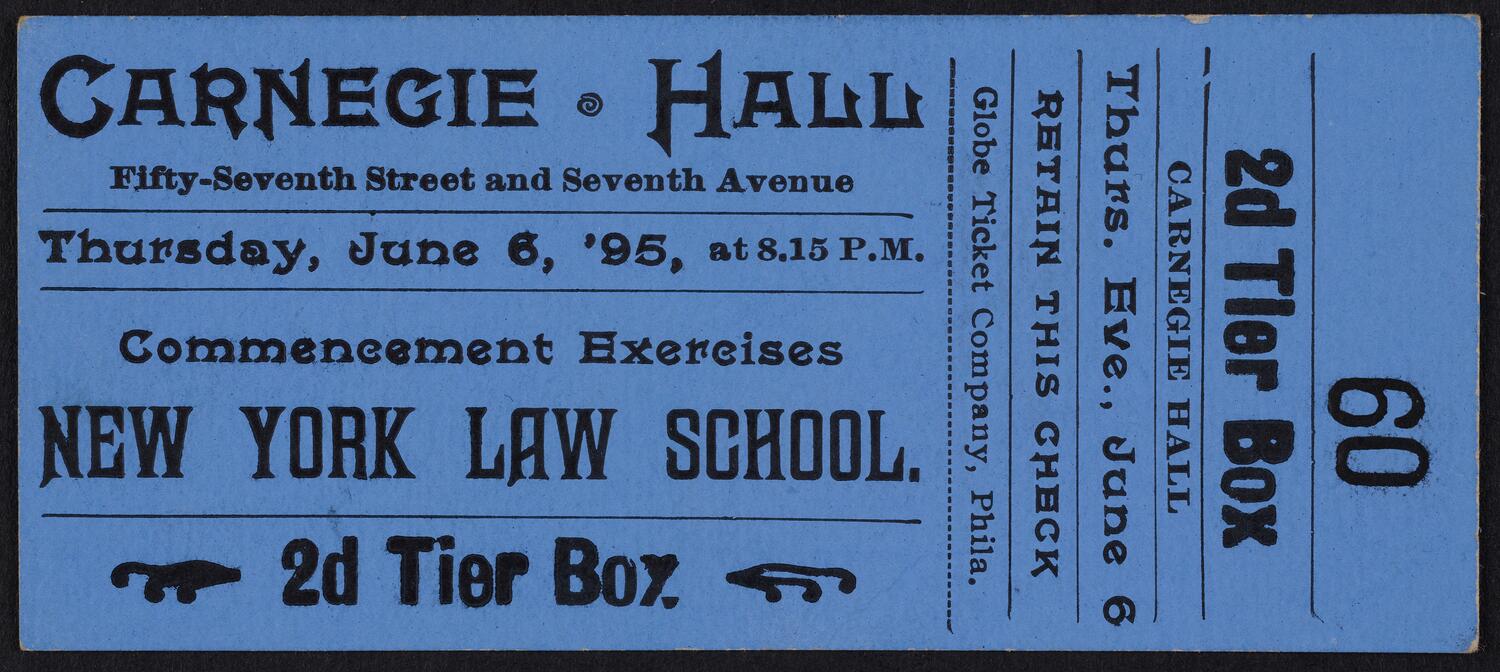 CARNEGIE HALL
Fifty-Seventh Street and Seventh Avenue
Thursday, June 6, '95, at 8.15 P.M.
Commencement Exercises
NEW YORK LAW SCHOOL.
2d Tier Box
Globe Ticket Company, Phila.
RETAIN THIS CHECK
Thurs. Eve., June 6
CARNEGIE HALL
2d Tier Box
60